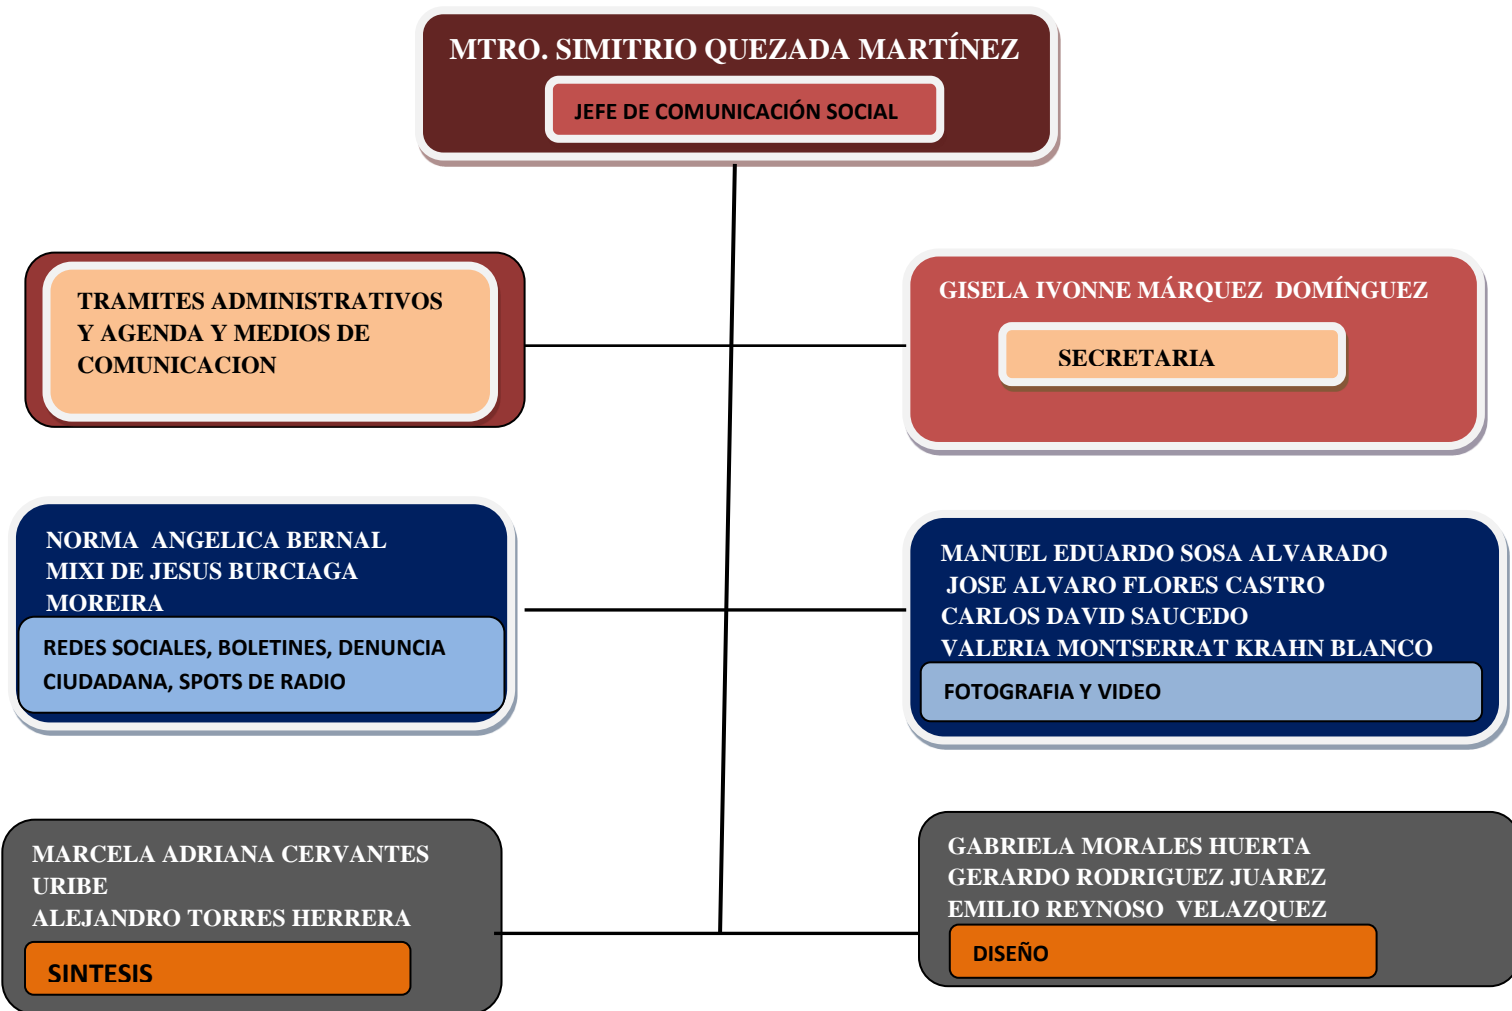 MTRO. SIMITRIO QUEZADA MARTÍNEZ
JEFE DE COMUNICACIÓN SOCIAL
TRAMITES ADMINISTRATIVOS
Y AGENDA Y MEDIOS DE
COMUNICACION
GISELA IVONNE MÁRQUEZ DOMÍNGUEZ
SECRETARIA
NORMA ANGELICA BERNAL
MIXI DE JESUS BURCIAGA
MOREIRA
REDES SOCIALES, BOLETINES, DENUNCIA
CIUDADANA, SPOTS DE RADIO
MANUEL EDUARDO SOSA ALVARADO
JOSE ALVARO FLORES CASTRO
CARLOS DAVID SAUCEDO
VALERIA MONTSERRAT KRAHN BLANCO
FOTOGRAFIA Y VIDEO
MARCELA ADRIANA CERVANTES
URIBE
ALEJANDRO TORRES HERRERA
SINTESIS
GABRIELA MORALES HUERTA
GERARDO RODRIGUEZ JUAREZ
EMILIO REYNOSO VELAZQUEZ
DISEÑO